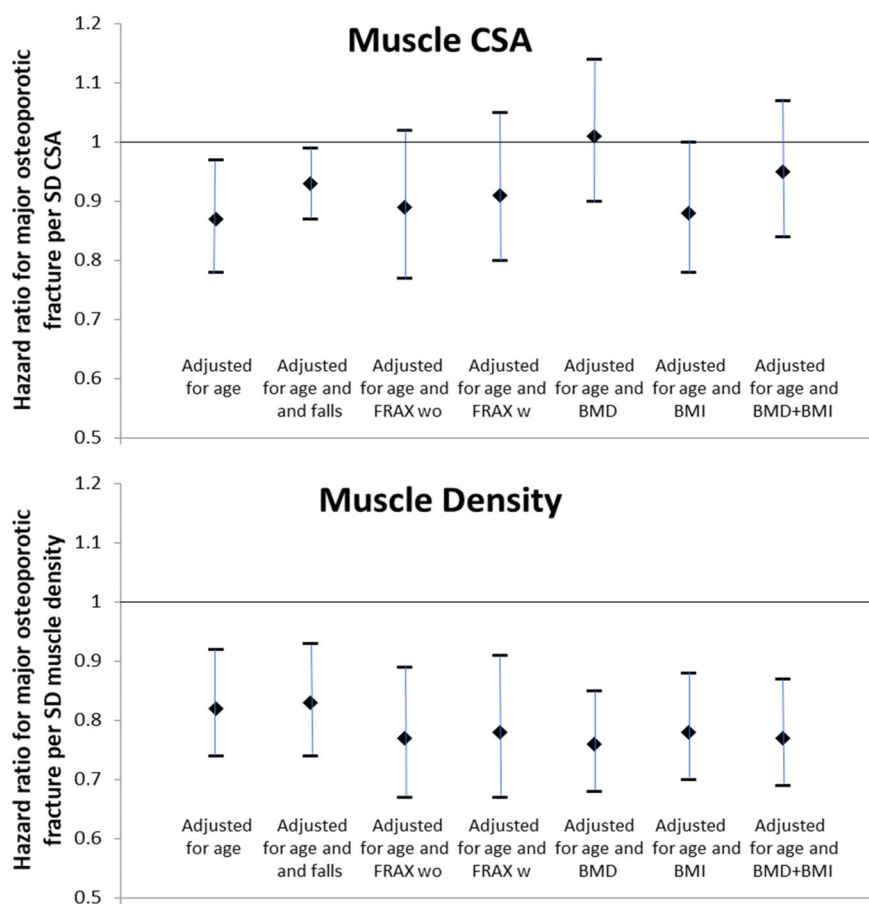 Muscle CSA
Hazard ratio for major osteoporotic
fracture per SD CSA
1.2
1.1
1
0.9
0.8
0.7
0.6
0.5
Adjusted
for age
Adjusted
for age and
and falls
Adjusted
for age and
FRAX wo
Adjusted
for age and
FRAX w
Adjusted
for age and
BMD
Adjusted
for age and
BMI
Adjusted
for age and
BMD+BMI
Muscle Density
Hazard ratio for major osteoporotic
fracture per SD muscle density
1.2
1.1
1
0.9
0.8
0.7
0.6
0.5
Adjusted
for age
Adjusted
for age and
and falls
Adjusted
for age and
FRAX wo
Adjusted
for age and
FRAX w
Adjusted
for age and
BMD
Adjusted
for age and
BMI
Adjusted
for age and
BMD+BMI